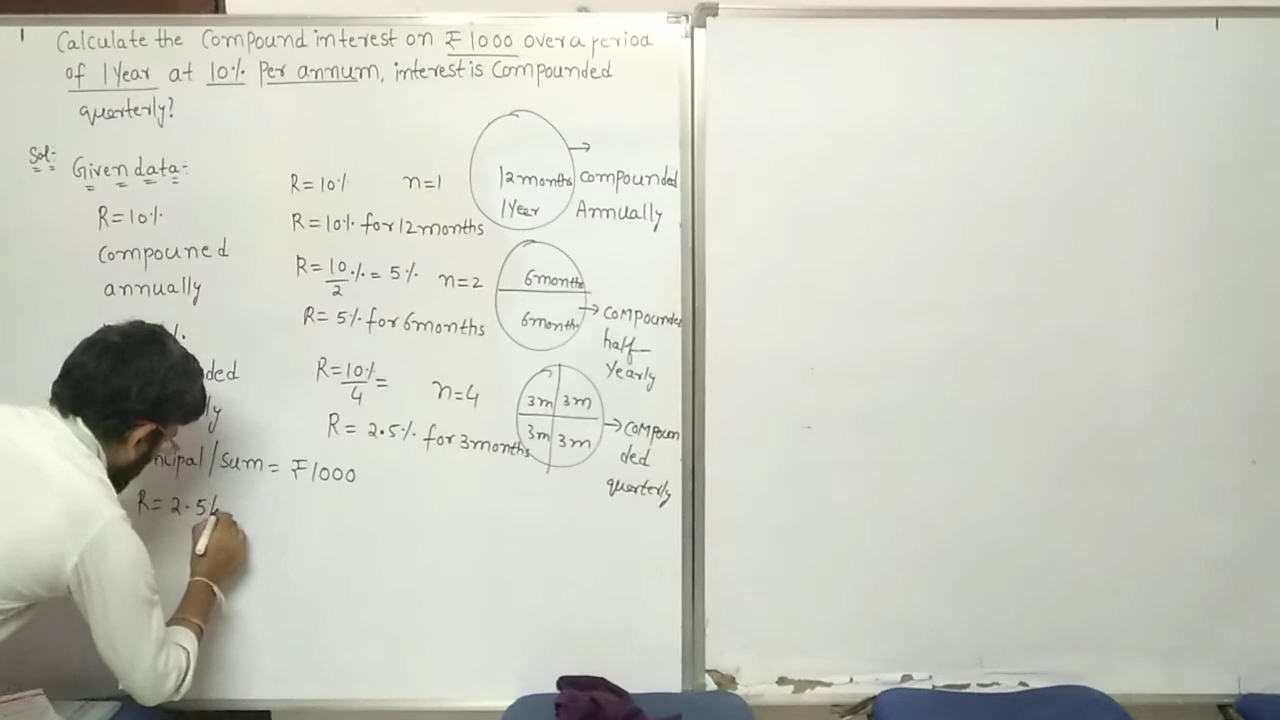 Calculate the Compound interest on ₹1000 over a period
of 1 Year at 10% Per annum, interest is Compounded
quarterly?
Sol:-
Given data:-
R=10%
compouned
annually
%.
ded
ly
ncipal/sum = ₹1000
R= 2.5%
R=10% n=1
R=10% for 12 months
R=10/2 % = 5% n=2
R= 5% for 6 months
R=10%/4 = n=4
R= 2.5% for 3 months
12 months
1 Year
→ compounded
Annually
6 months
6 months
→ compounded
half-
Yearly
3m 3m
3m 3m
→ compoun
ded
quarterly